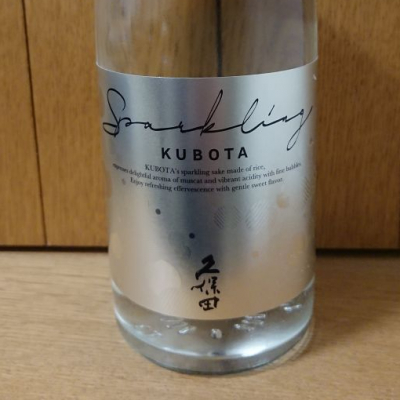 Sparkling
KUBOTA
KUBOTA's sparkling sake made of rice,
expresses delightful aroma of muscat and vibrant acidity with fine bubbles.
Enjoy refreshing effervescence with gentle sweet flavor.
久保田